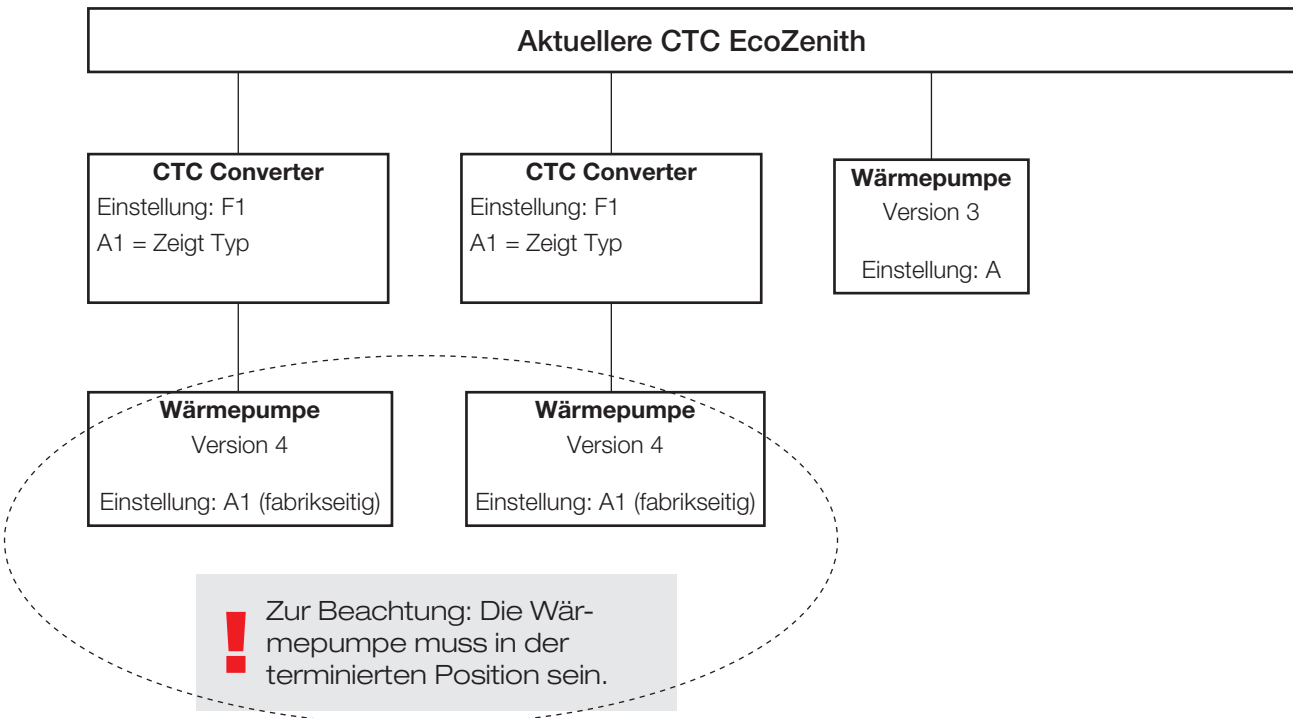 Aktuellere CTC EcoZenith
CTC Converter
Einstellung: F1
A1 = Zeigt Typ
CTC Converter
Einstellung: F1
A1 = Zeigt Typ
Wärmepumpe
Version 3
Einstellung: A
Wärmepumpe
Version 4
Einstellung: A1 (fabrikseitig)
Wärmepumpe
Version 4
Einstellung: A1 (fabrikseitig)
! Zur Beachtung: Die Wär-
mepumpe muss in der
terminierten Position sein.